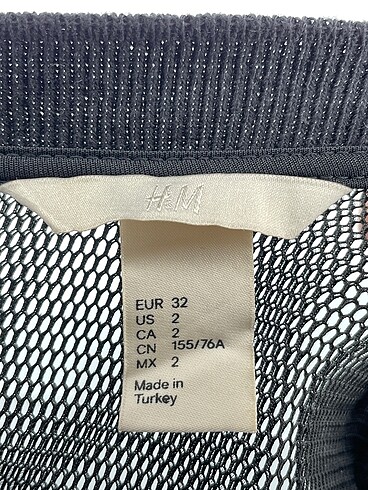 H&M
EUR 32
US 2
CA 2
CN 155/76A
MX 2
Made in
Turkey